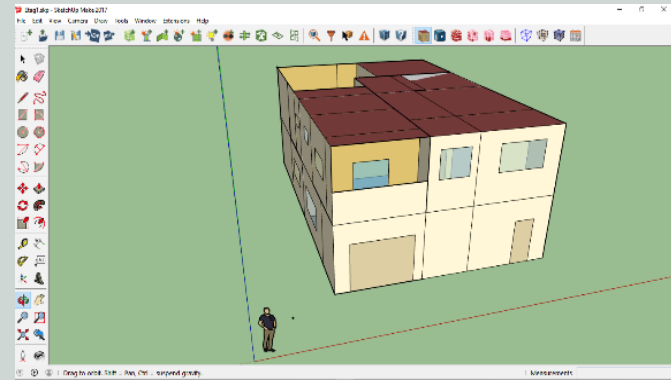 Etag1.skp - SketchUp Make 2017
File Edit View Camera Draw Tools Window Extensions Help
Drag to orbit. Shift = Pan, Ctrl = suspend gravity.
Measurements